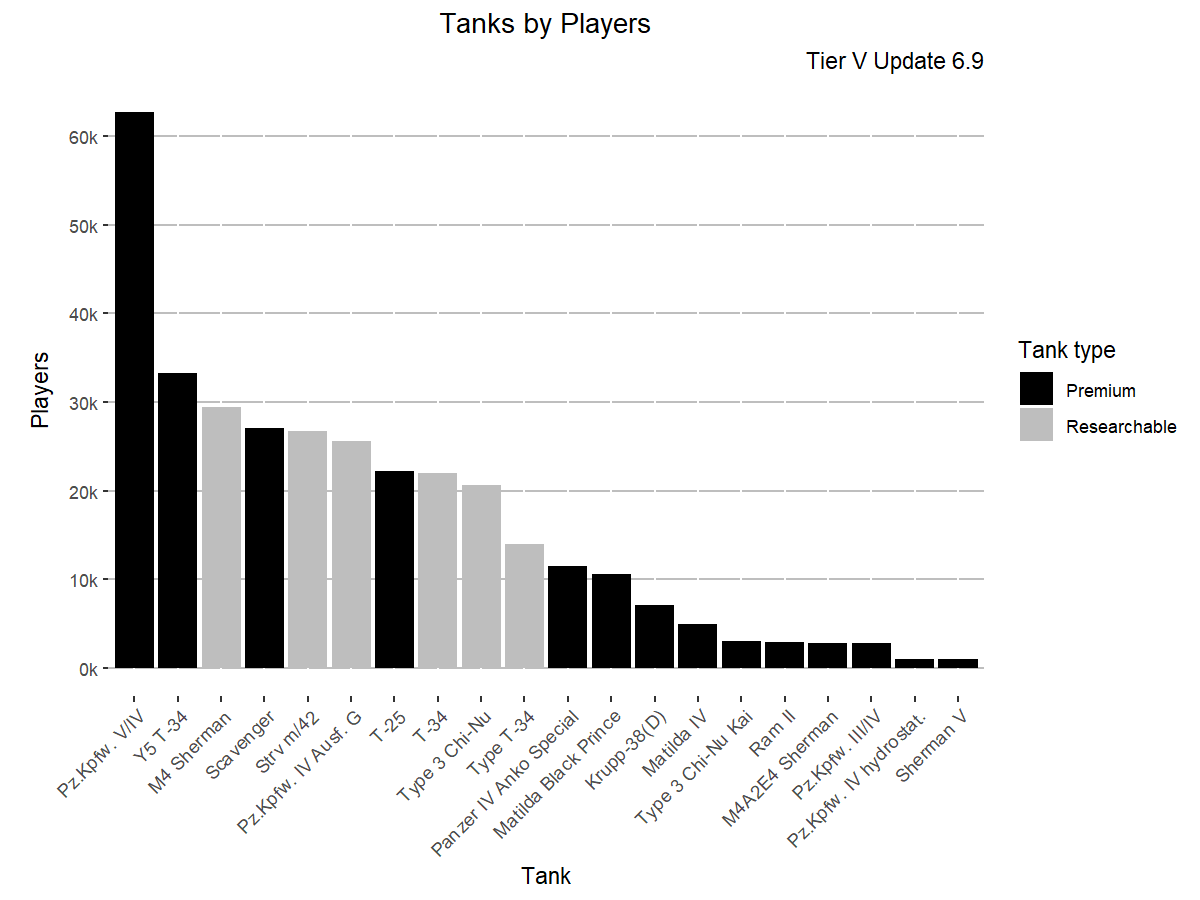 Tanks by Players
Tier V Update 6.9
60k
50k
40k
30k
20k
10k
0k
Players
Pz.Kpfw. V/IV
Y5 T-34
M4 Sherman
Scavenger
Strv m/42
Pz.Kpfw. IV Ausf. G
T-25
T-34
Type 3 Chi-Nu
Type T-34
Panzer IV Anko Special
Matilda Black Prince
Krupp-38(D)
Matilda IV
Type 3 Chi-Nu Kai
Ram II
M4A2E4 Sherman
Pz.Kpfw. III/IV
Pz.Kpfw. IV hydrostat.
Sherman V
Tank
Tank type
Premium
Researchable